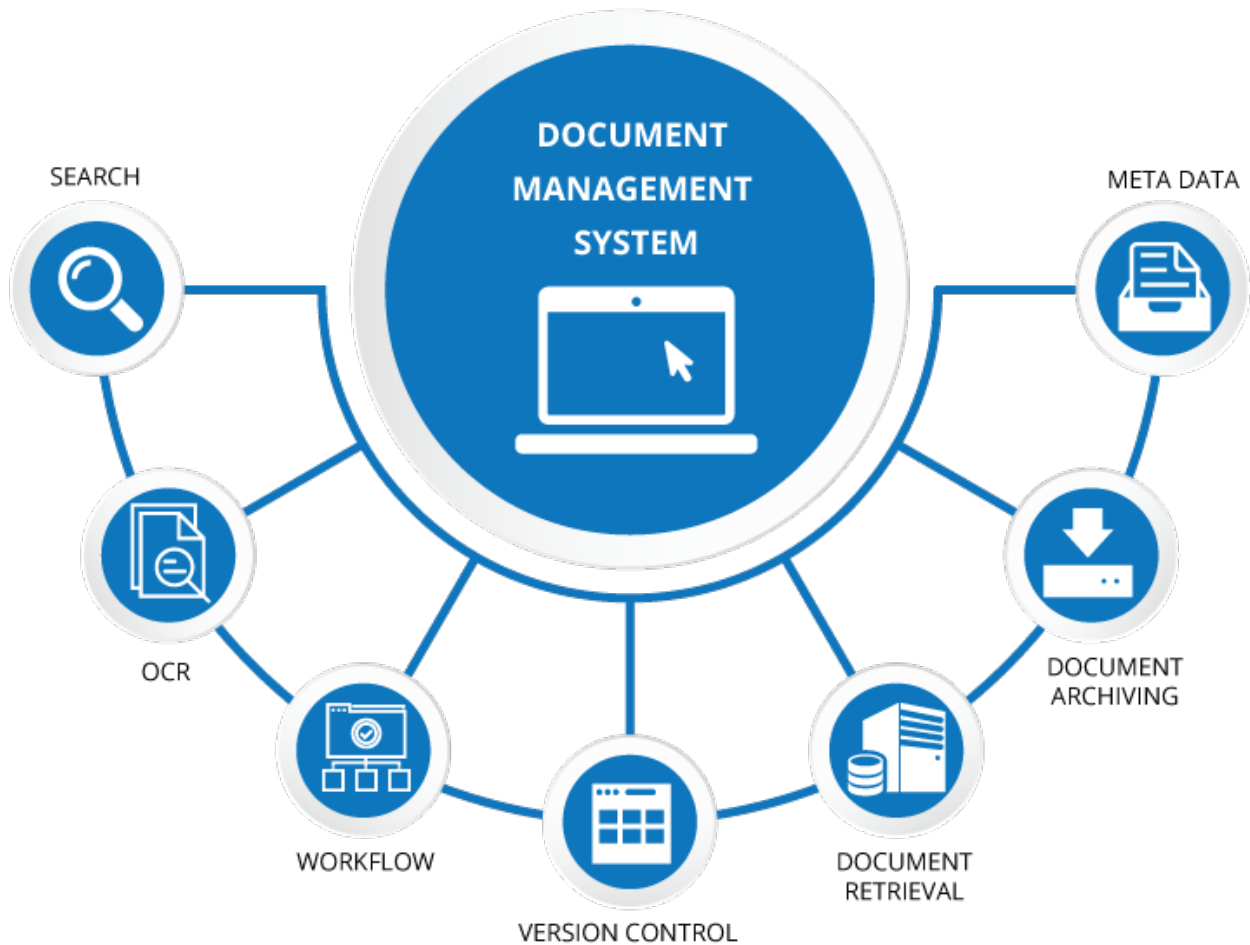 DOCUMENT
MANAGEMENT
SYSTEM
SEARCH
META DATA
OCR
DOCUMENT
ARCHIVING
WORKFLOW
DOCUMENT
RETRIEVAL
VERSION CONTROL